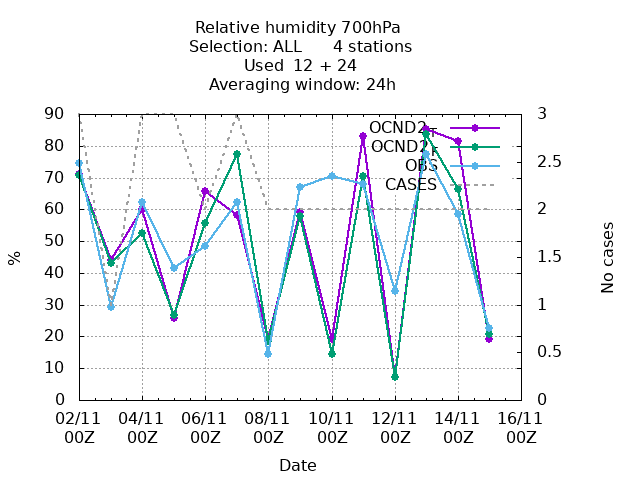 Relative humidity 700hPa
Selection: ALL 4 stations
Used 12 + 24
Averaging window: 24h
90
80
70
60
50
40
30
20
10
0
%
3
2.5
2
1.5
1
0.5
0
No cases
OCND2+
OBS
CASES
02/11 04/11 06/11 08/11 10/11 12/11 14/11 16/11
00Z 00Z 00Z 00Z 00Z 00Z 00Z 00Z
Date